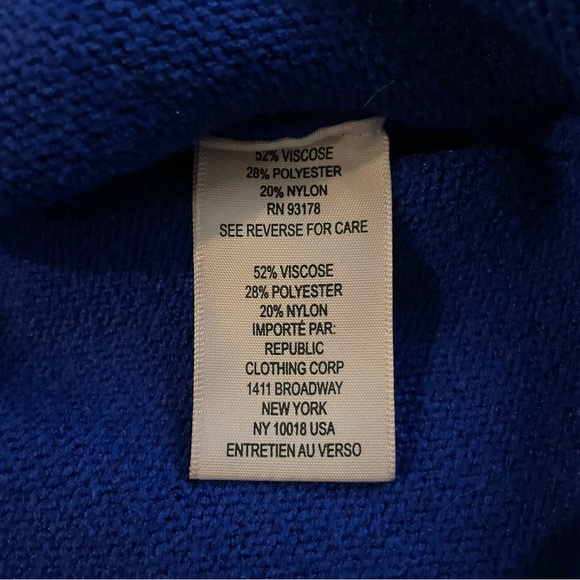 52% VISCOSE
28% POLYESTER
20% NYLON
RN 93178
SEE REVERSE FOR CARE
52% VISCOSE
28% POLYESTER
20% NYLON
IMPORTÉ PAR:
REPUBLIC
CLOTHING CORP
1411 BROADWAY
NEW YORK
NY 10018 USA
ENTRETIEN AU VERSO